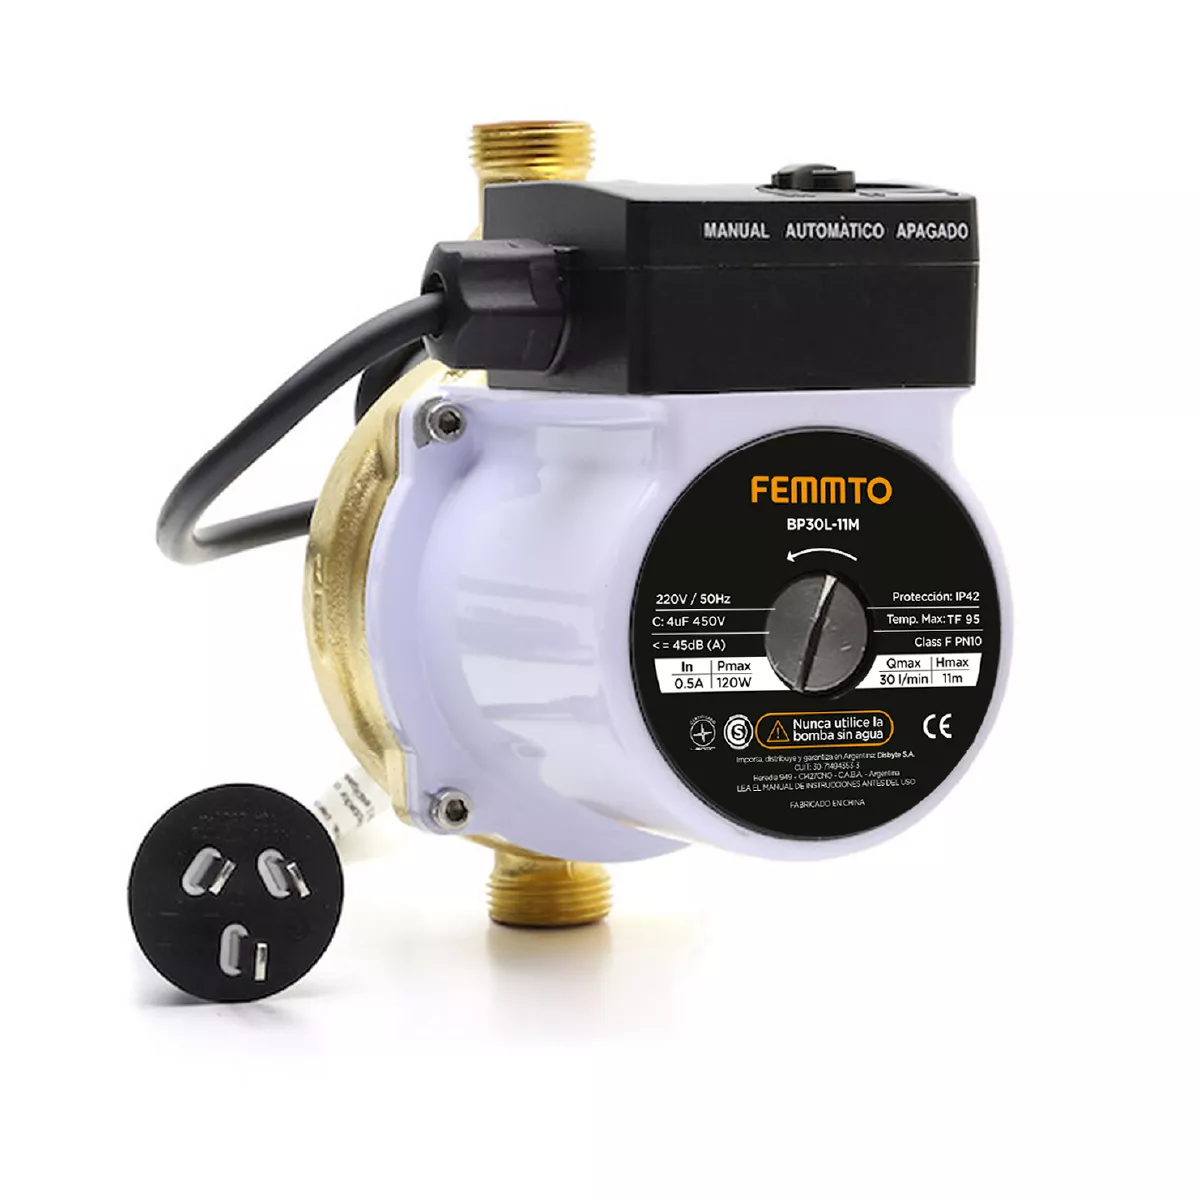 MANUAL AUTOMÀTICO APAGADO
FEMMTO
BP30L-11M
220V / 50Hz
C: 4uF 450V
<= 45dB (A)
In Pmax
0.5A 120W
Protección: IP42
Temp. Max: TF 95
Class F PN10
Qmax Hmax
30 l/min 11m
S
Nunca utilice la
bomba sin agua
CE
Importa, distribuye y garantiza en Argentina: Disbyte S.A.
CUIT: 30-71494353-3
Heredia 949 - C1427CNO - C.A.B.A. - Argentina
LEA EL MANUAL DE INSTRUCCIONES ANTES DEL USO
FABRICADO EN CHINA